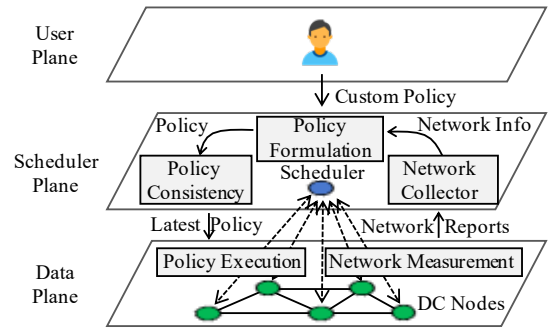 User
Plane
Custom Policy
Policy
Policy
Formulation
Network Info
Scheduler
Plane
Policy
Consistency
Scheduler
Network
Collector
Latest Policy
Network Reports
Data
Plane
Policy Execution
Network Measurement
DC Nodes